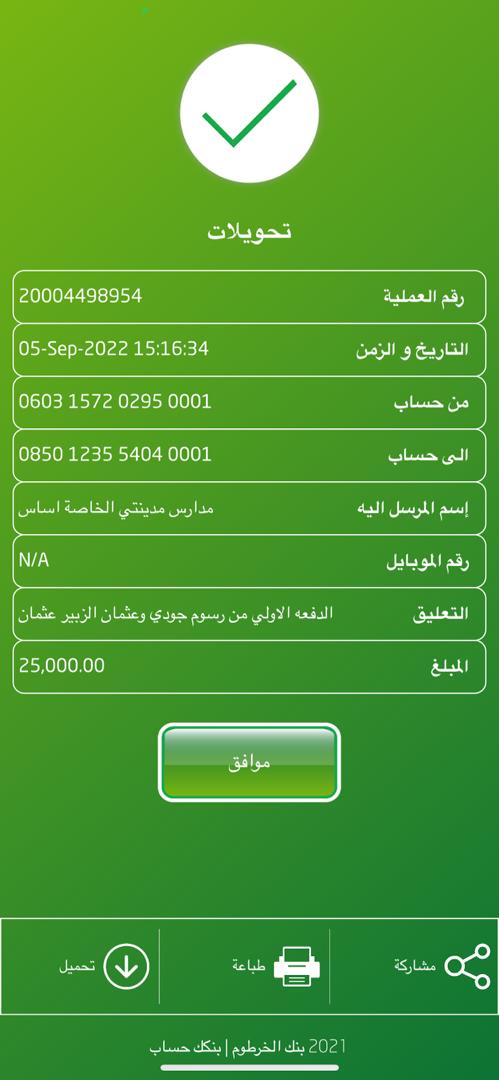 تحويلات
رقم العملية 20004498954
التاريخ و الزمن 05-Sep-2022 15:16:34
من حساب 0603 1572 0295 0001
الى حساب 0850 1235 5404 0001
إسم المرسل اليه مدارس مدينتي الخاصة اساس
رقم الموبايل N/A
التعليق الدفعه الاولي من رسوم جودي وعثمان الزبير عثمان
المبلغ 25,000.00
موافق
مشاركة طباعة تحميل
2021 بنك الخرطوم | بنكك حساب